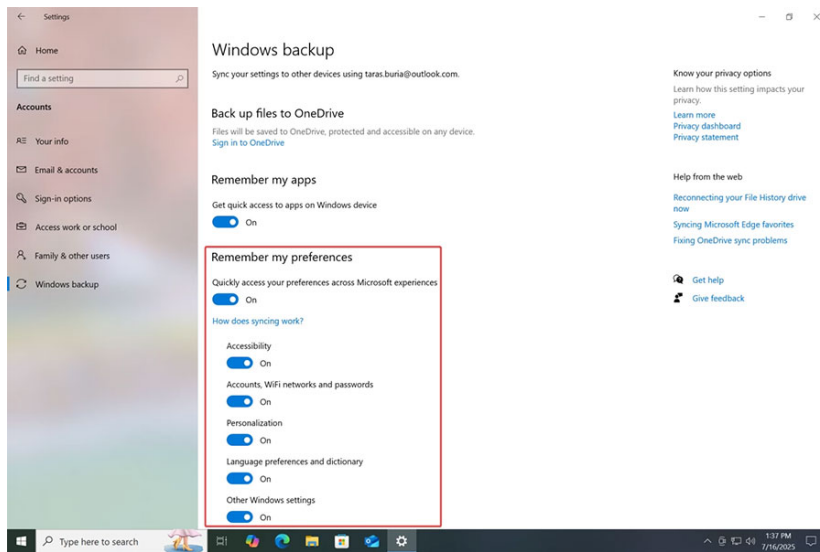 Settings
Home
Find a setting
Accounts
Your info
Email & accounts
Sign-in options
Access work or school
Family & other users
Windows backup
Windows backup
Sync your settings to other devices using taras.buria@outlook.com.
Back up files to OneDrive
Files will be saved to OneDrive, protected and accessible on any device.
Sign in to OneDrive
Remember my apps
Get quick access to apps on Windows device
On
Remember my preferences
Quickly access your preferences across Microsoft experiences
On
How does syncing work?
Accessibility
On
Accounts, WiFi networks and passwords
On
Personalization
On
Language preferences and dictionary
On
Other Windows settings
On
Know your privacy options
Learn how this setting impacts your
privacy.
Learn more
Privacy dashboard
Privacy statement
Help from the web
Reconnecting your File History drive
now
Syncing Microsoft Edge favorites
Fixing OneDrive sync problems
Get help
Give feedback
Type here to search
1:37 PM
7/16/2025